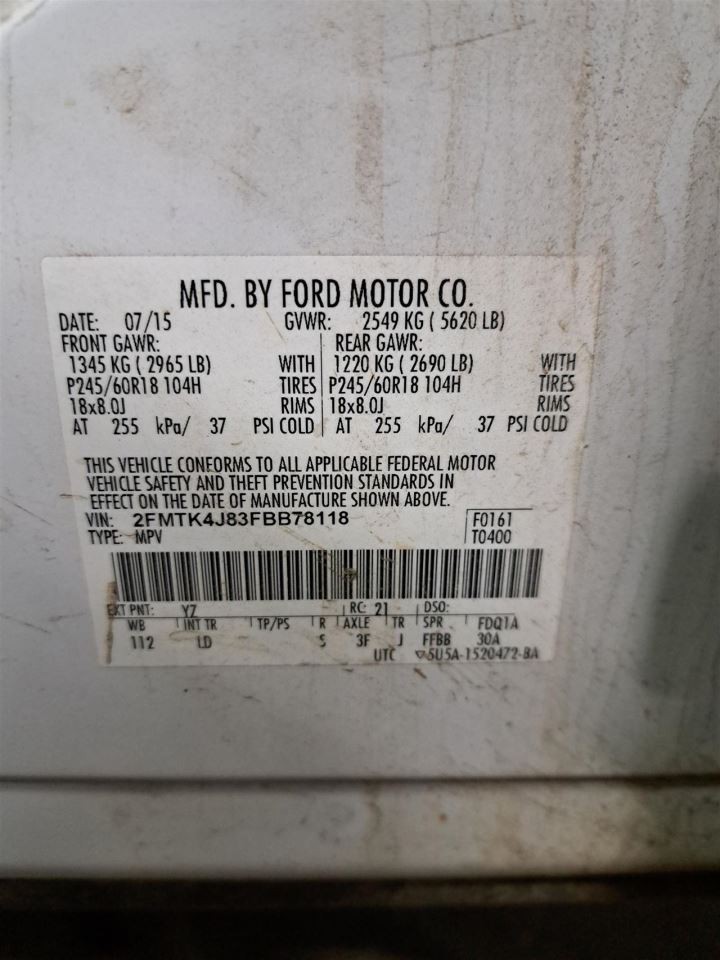 MFD. BY FORD MOTOR CO.
DATE: 07/15 GVWR: 2549 KG ( 5620 LB)
FRONT GAWR: REAR GAWR:
1345 KG ( 2965 LB) WITH 1220 KG ( 2690 LB) WITH
P245/60R18 104H TIRES P245/60R18 104H TIRES
18x8.0J RIMS 18x8.0J RIMS
AT 255 kPa/ 37 PSI COLD AT 255 kPa/ 37 PSI COLD
THIS VEHICLE CONFORMS TO ALL APPLICABLE FEDERAL MOTOR
VEHICLE SAFETY AND THEFT PREVENTION STANDARDS IN
EFFECT ON THE DATE OF MANUFACTURE SHOWN ABOVE.
VIN: 2FMTK4J83FBB78118 F0161
TYPE: MPV T0400
EXT PNT: YZ RC: 21 DSO:
WB INT TR TP/PS R AXLE TR SPR FDQ1A
112 LD S 3F J FFBB 30A
UTC ▽5U5A-1520472-BA